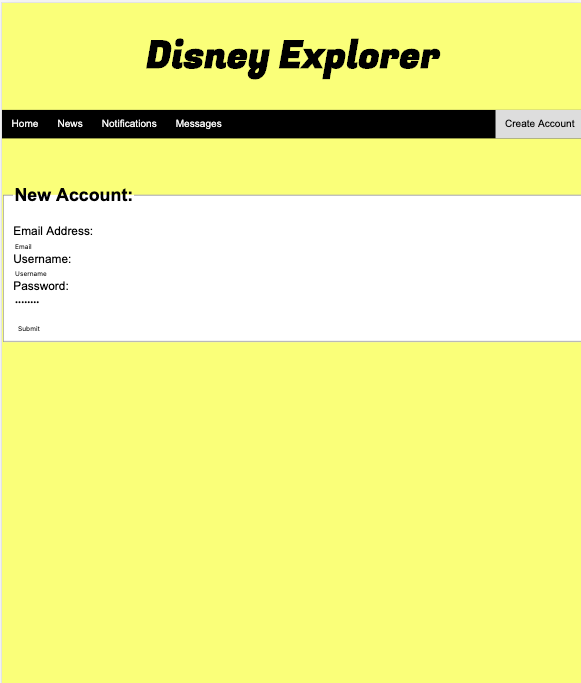 Disney Explorer
Home News Notifications Messages Create Account
New Account:
Email Address:
Email
Username:
Username
Password:
••••••••
Submit